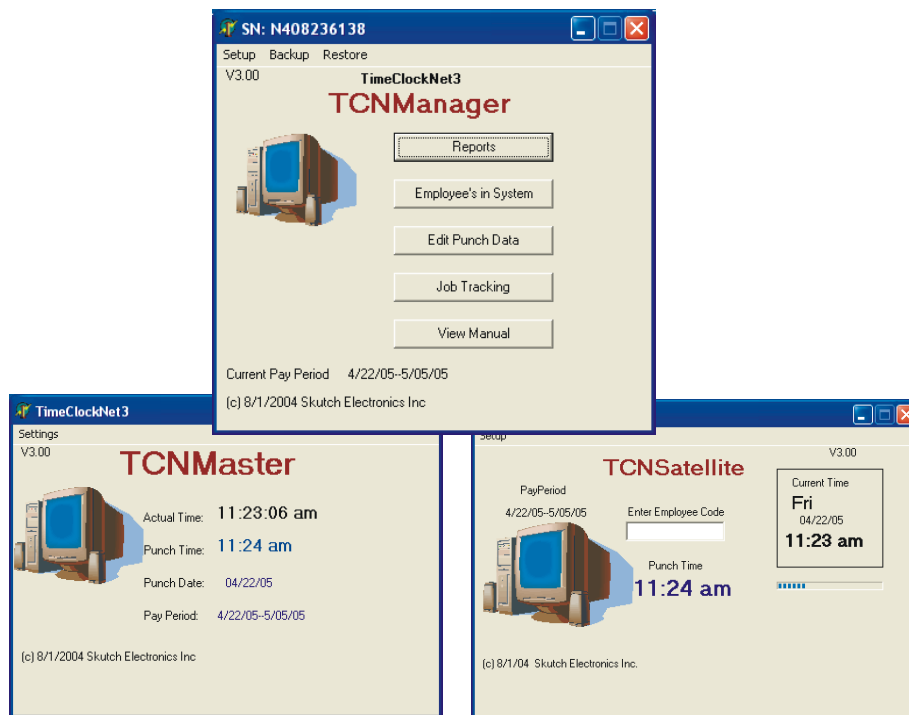 SN: N408236138
Setup Backup Restore
V3.00
TimeClockNet3
TCNManager
Reports
Employee's in System
Edit Punch Data
Job Tracking
View Manual
Current Pay Period 4/22/05--5/05/05
(c) 8/1/2004 Skutch Electronics Inc
TimeClockNet3
Settings
V3.00
TCNMaster
Actual Time: 11:23:06 am
Punch Time: 11:24 am
Punch Date: 04/22/05
Pay Period: 4/22/05--5/05/05
(c) 8/1/2004 Skutch Electronics Inc
Setup
V3.00
TCNSatellite
PayPeriod
4/22/05--5/05/05
Enter Employee Code
Punch Time
11:24 am
Current Time
Fri
04/22/05
11:23 am
(c) 8/1/04 Skutch Electronics Inc.